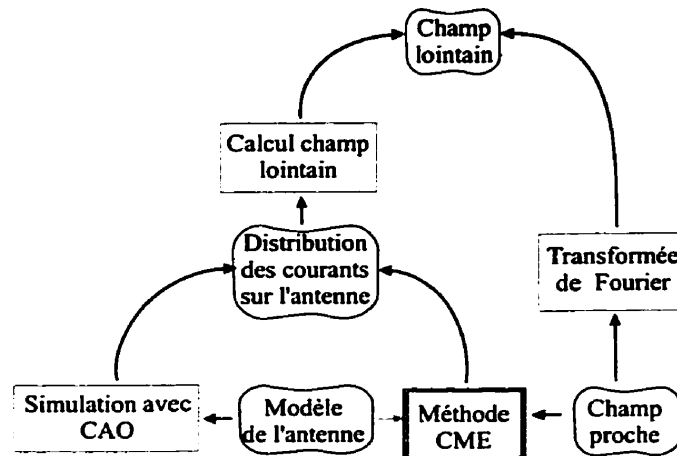 Champ
lointain
Calcul champ
lointain
Distribution
des courants
sur l'antenne
Transformée
de Fourier
Simulation avec
CAO
Modèle
de l'antenne
Méthode
CME
Champ
proche